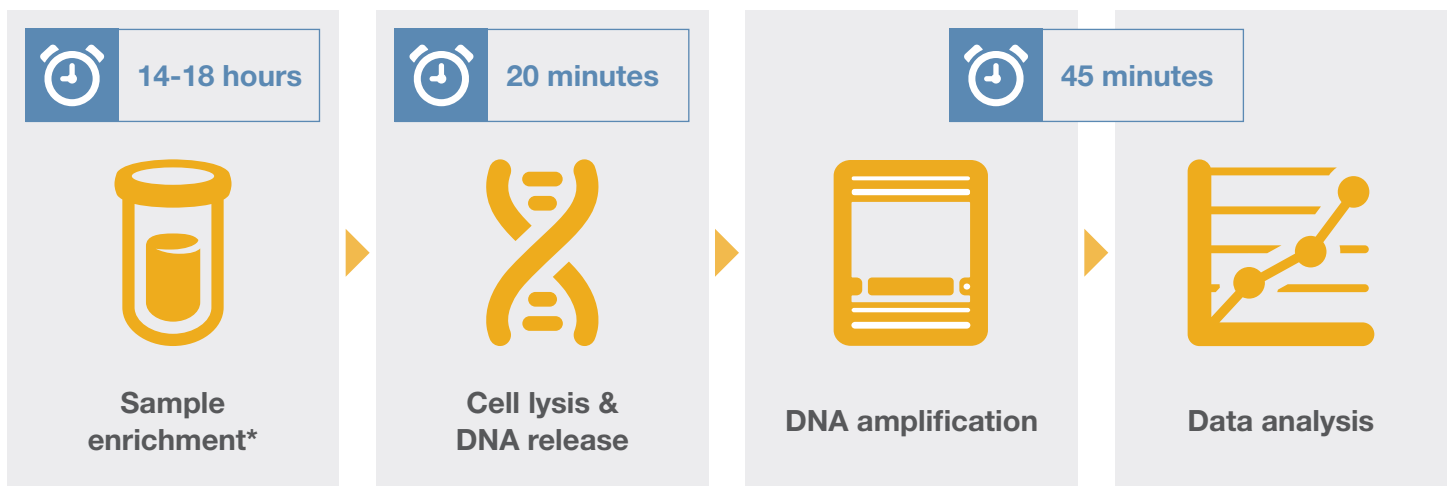 14-18 hours
20 minutes
45 minutes
Sample
enrichment*
Cell lysis &
DNA release
DNA amplification
Data analysis